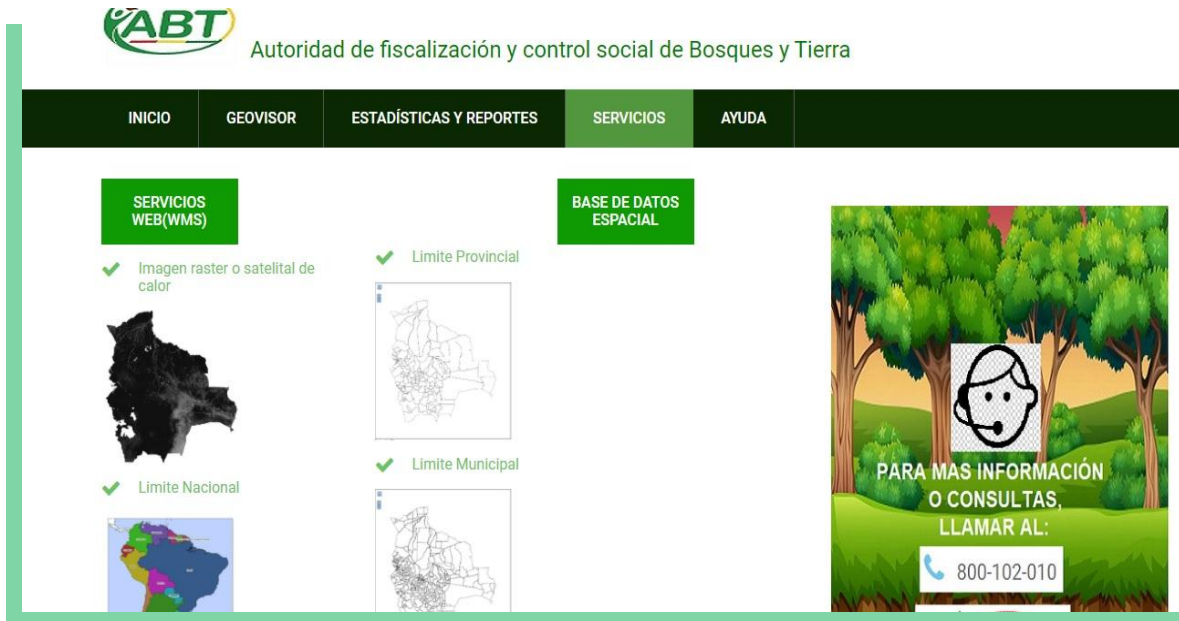 ABT
Autoridad de fiscalización y control social de Bosques y Tierra
INICIO
GEOVISOR
ESTADÍSTICAS Y REPORTES
SERVICIOS
AYUDA
SERVICIOS
WEB(WMS)
Imagen raster o satelital de
calor
Limite Nacional
Limite Provincial
Limite Municipal
BASE DE DATOS
ESPACIAL
PARA MAS INFORMACIÓN
O CONSULTAS,
LLAMAR AL:
800-102-010